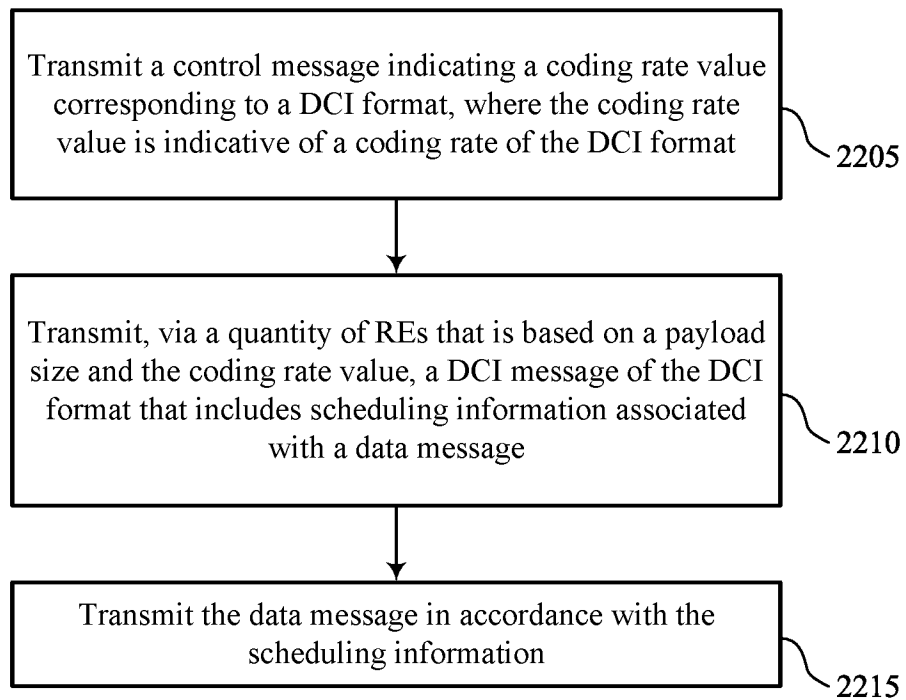 Transmit a control message indicating a coding rate value
corresponding to a DCI format, where the coding rate
value is indicative of a coding rate of the DCI format
2205
Transmit, via a quantity of REs that is based on a payload
size and the coding rate value, a DCI message of the DCI
format that includes scheduling information associated
with a data message
2210
Transmit the data message in accordance with the
scheduling information
2215